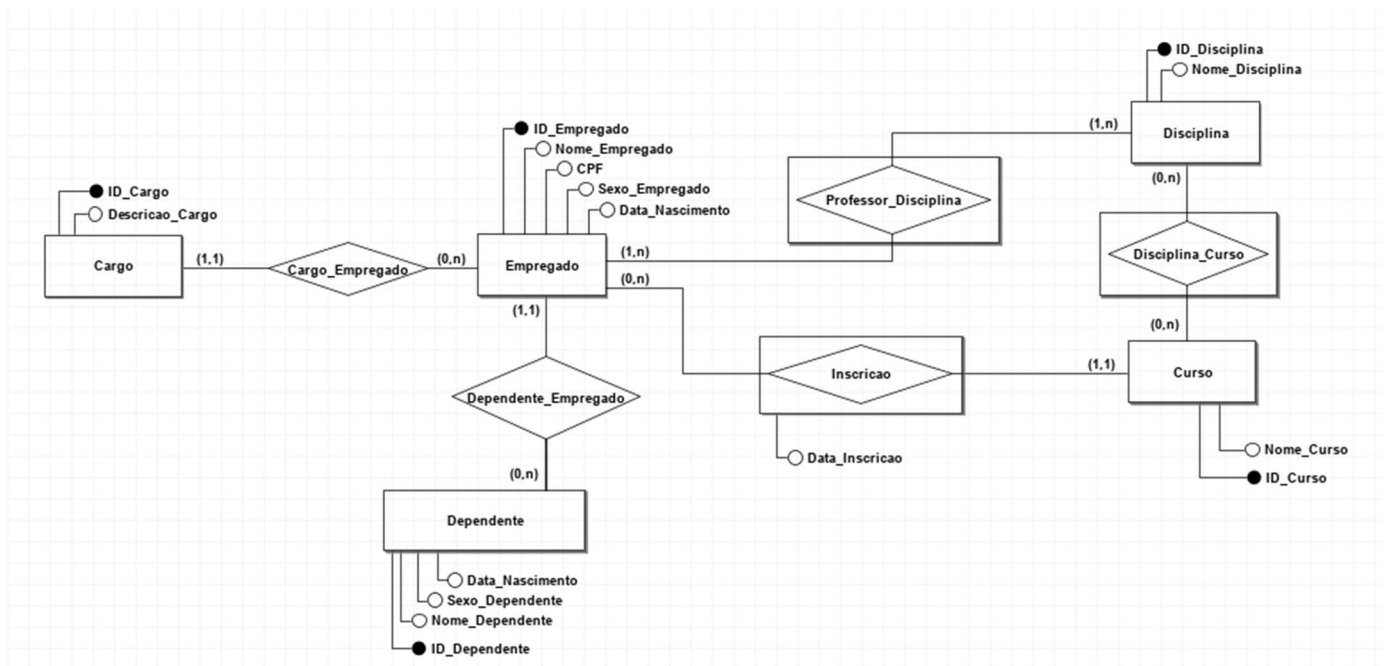 ID_Disciplina
Nome_Disciplina
(1,n)
Disciplina
ID_Empregado
Nome_Empregado
CPF
Sexo_Empregado
Data_Nascimento
ID_Cargo
Descricao_Cargo
Professor_Disciplina
(0,n)
Cargo
(1,1)
Cargo_Empregado
(0,n)
Empregado
(1,n)
(0,n)
Disciplina_Curso
(1,1)
(0,n)
Dependente_Empregado
Inscricao
(1,1)
Curso
Data_Inscricao
Nome_Curso
ID_Curso
(0,n)
Dependente
Data_Nascimento
Sexo_Dependente
Nome_Dependente
ID_Dependente